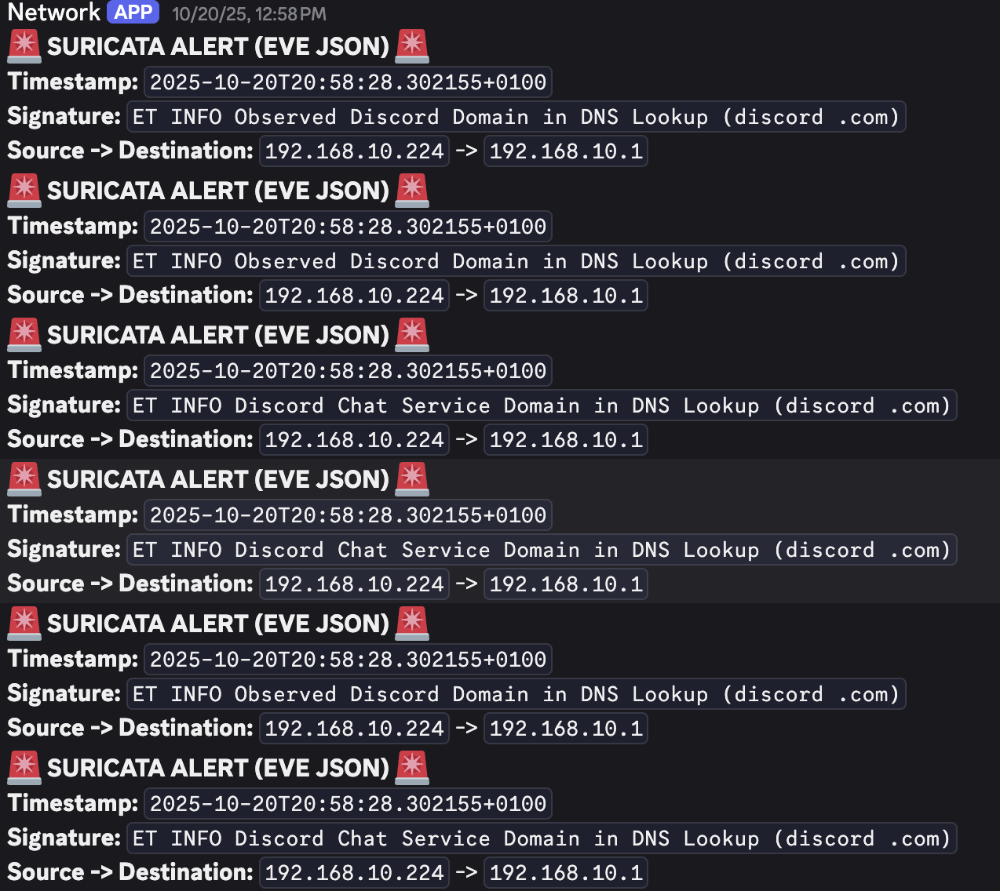 Network APP 10/20/25, 12:58 PM
🚨 SURICATA ALERT (EVE JSON) 🚨
Timestamp: 2025-10-20T20:58:28.302155+0100
Signature: ET INFO Observed Discord Domain in DNS Lookup (discord .com)
Source -> Destination: 192.168.10.224 -> 192.168.10.1
🚨 SURICATA ALERT (EVE JSON) 🚨
Timestamp: 2025-10-20T20:58:28.302155+0100
Signature: ET INFO Observed Discord Domain in DNS Lookup (discord .com)
Source -> Destination: 192.168.10.224 -> 192.168.10.1
🚨 SURICATA ALERT (EVE JSON) 🚨
Timestamp: 2025-10-20T20:58:28.302155+0100
Signature: ET INFO Discord Chat Service Domain in DNS Lookup (discord .com)
Source -> Destination: 192.168.10.224 -> 192.168.10.1
🚨 SURICATA ALERT (EVE JSON) 🚨
Timestamp: 2025-10-20T20:58:28.302155+0100
Signature: ET INFO Discord Chat Service Domain in DNS Lookup (discord .com)
Source -> Destination: 192.168.10.224 -> 192.168.10.1
🚨 SURICATA ALERT (EVE JSON) 🚨
Timestamp: 2025-10-20T20:58:28.302155+0100
Signature: ET INFO Observed Discord Domain in DNS Lookup (discord .com)
Source -> Destination: 192.168.10.224 -> 192.168.10.1
🚨 SURICATA ALERT (EVE JSON) 🚨
Timestamp: 2025-10-20T20:58:28.302155+0100
Signature: ET INFO Discord Chat Service Domain in DNS Lookup (discord .com)
Source -> Destination: 192.168.10.224 -> 192.168.10.1